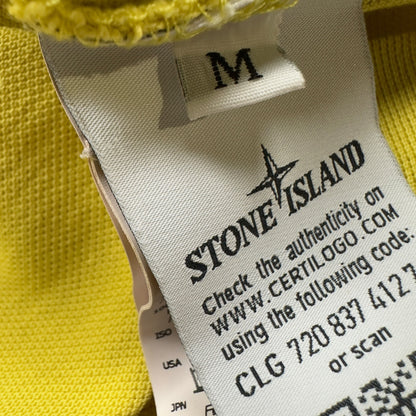 M
STONE ISLAND
Check the authenticity on
WWW.CERTILOGO.COM
using the following code:
CLG 720 837 412 7
or scan
ISO
USA
JPN